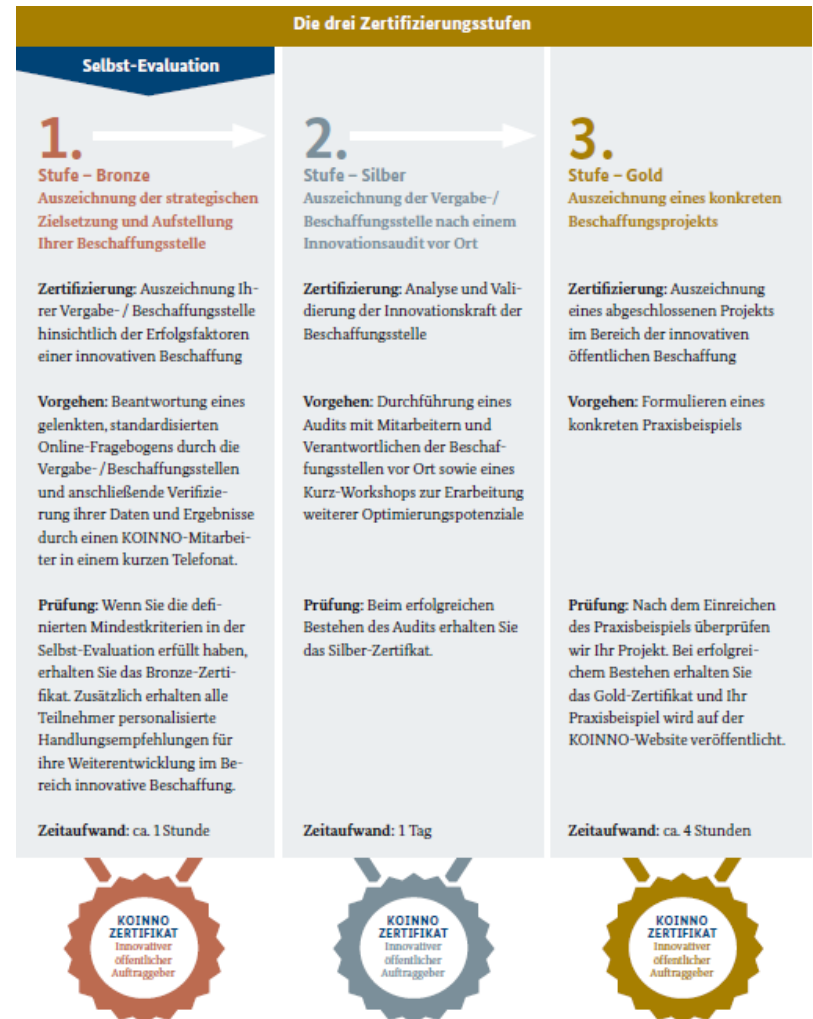 Die drei Zertifizierungsstufen
Selbst-Evaluation
1.
Stufe – Bronze
Auszeichnung der strategischen
Zielsetzung und Aufstellung
Ihrer Beschaffungsstelle
Zertifizierung: Auszeichnung Ih-
rer Vergabe- / Beschaffungsstelle
hinsichtlich der Erfolgsfaktoren
einer innovativen Beschaffung
Vorgehen: Beantwortung eines
gelenkten, standardisierten
Online-Fragebogens durch die
Vergabe- / Beschaffungsstellen
und anschließende Verifizie-
rung ihrer Daten und Ergebnisse
durch einen KOINNO-Mitarbei-
ter in einem kurzen Telefonat.
Prüfung: Wenn Sie die defi-
nierten Mindestkriterien in der
Selbst-Evaluation erfüllt haben,
erhalten Sie das Bronze-Zerti-
fikat. Zusätzlich erhalten alle
Teilnehmer personalisierte
Handlungsempfehlungen für
ihre Weiterentwicklung im Be-
reich innovative Beschaffung.
Zeitaufwand: ca. 1 Stunde
KOINNO
ZERTIFIKAT
Innovativer
öffentlicher
Auftraggeber
2.
Stufe – Silber
Auszeichnung der Vergabe-/
Beschaffungsstelle nach einem
Innovationsaudit vor Ort
Zertifizierung: Analyse und Vali-
dierung der Innovationskraft der
Beschaffungsstelle
Vorgehen: Durchführung eines
Audits mit Mitarbeitern und
Verantwortlichen der Beschaf-
fungsstellen vor Ort sowie eines
Kurz-Workshops zur Erarbeitung
weiterer Optimierungspotenziale
Prüfung: Beim erfolgreichen
Bestehen des Audits erhalten Sie
das Silber-Zertifkat.
Zeitaufwand: 1 Tag
KOINNO
ZERTIFIKAT
Innovativer
öffentlicher
Auftraggeber
3.
Stufe – Gold
Auszeichnung eines konkreten
Beschaffungsprojekts
Zertifizierung: Auszeichnung
eines abgeschlossenen Projekts
im Bereich der innovativen
öffentlichen Beschaffung
Vorgehen: Formulieren eines
konkreten Praxisbeispiels
Prüfung: Nach dem Einreichen
des Praxisbeispiels überprüfen
wir Ihr Projekt. Bei erfolgrei-
chem Bestehen erhalten Sie
das Gold-Zertifikat und Ihr
Praxisbeispiel wird auf der
KOINNO-Website veröffentlicht.
Zeitaufwand: ca. 4 Stunden
KOINNO
ZERTIFIKAT
Innovativer
öffentlicher
Auftraggeber